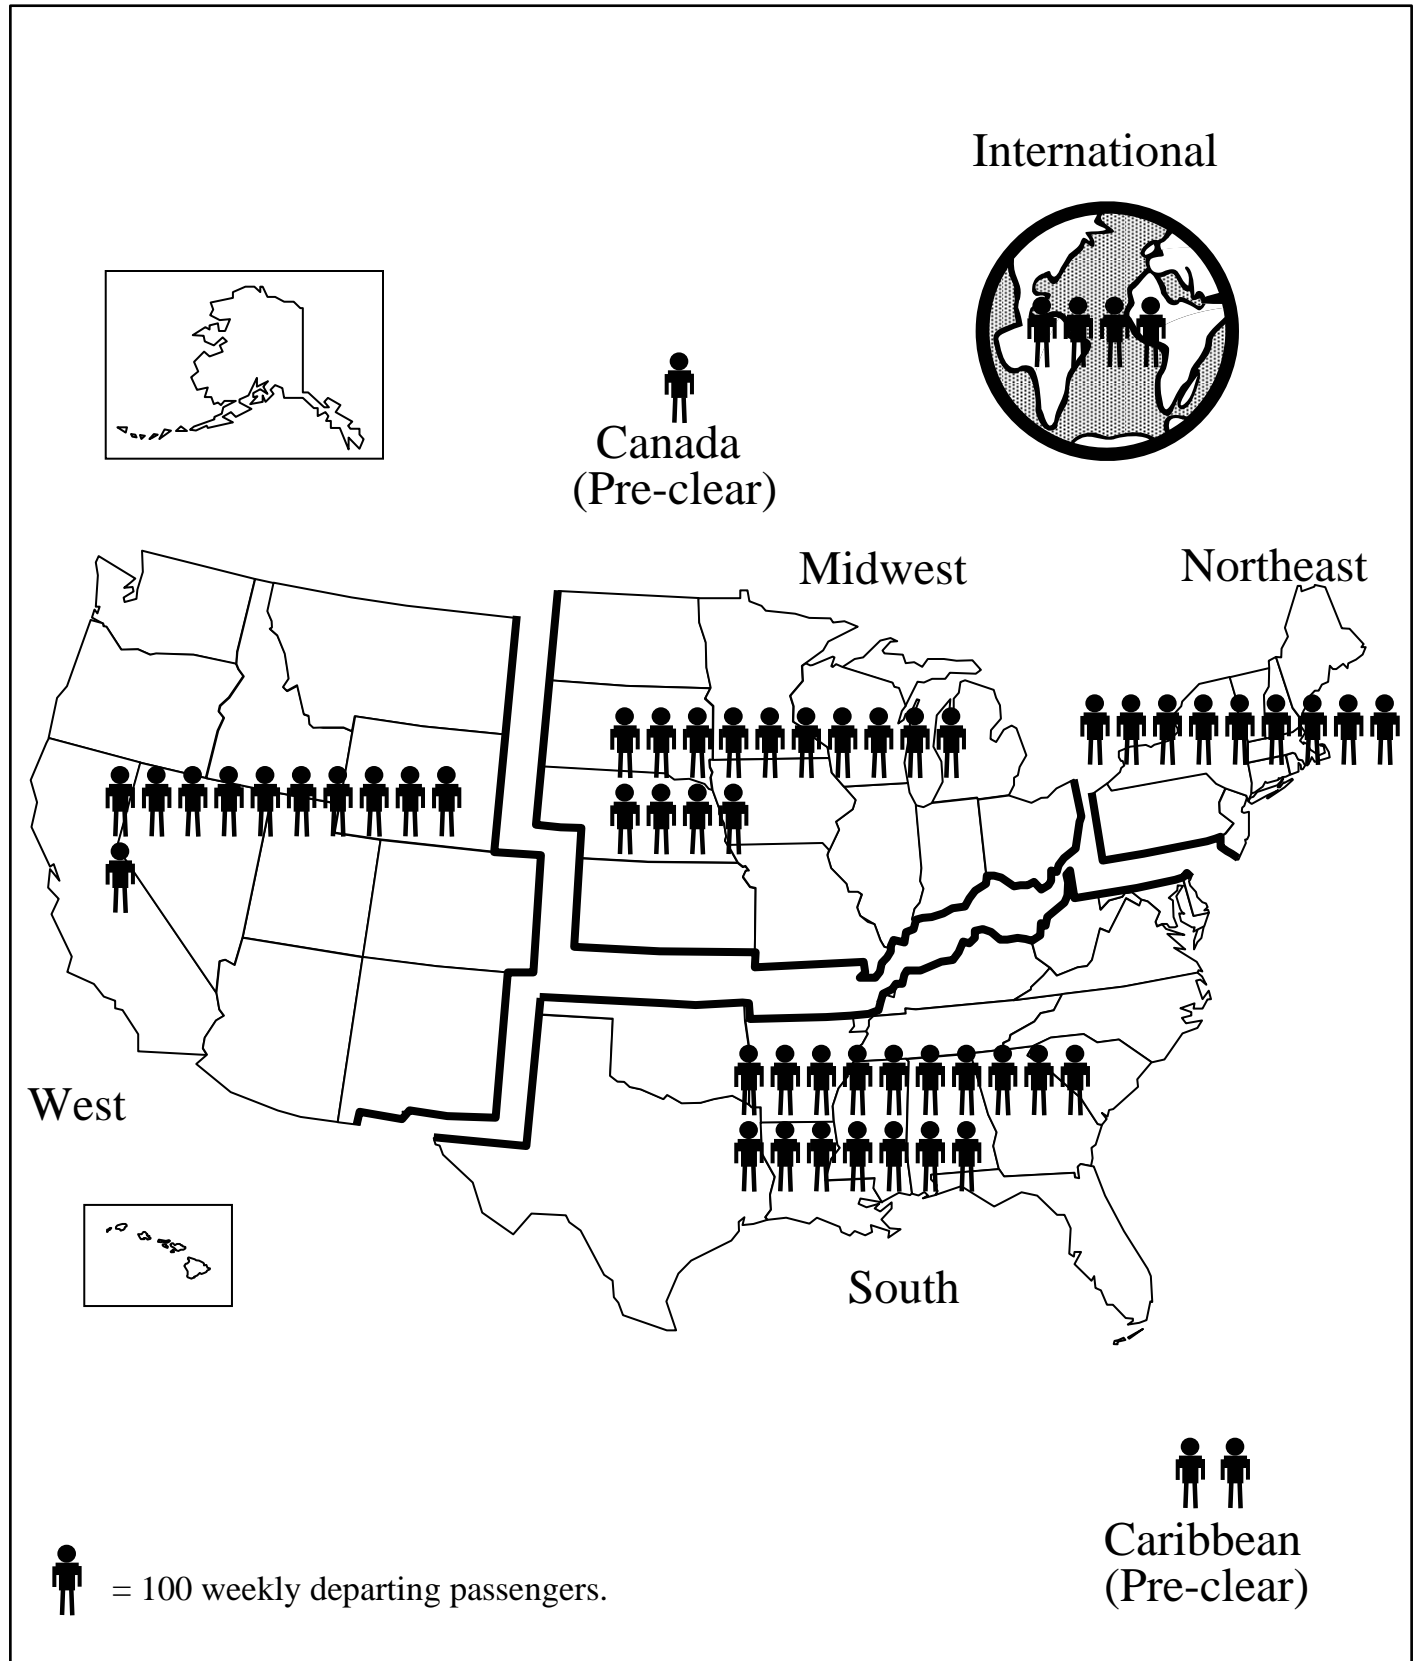 International
Canada
(Pre-clear)
Midwest
Northeast
West
South
Caribbean
(Pre-clear)
= 100 weekly departing passengers.